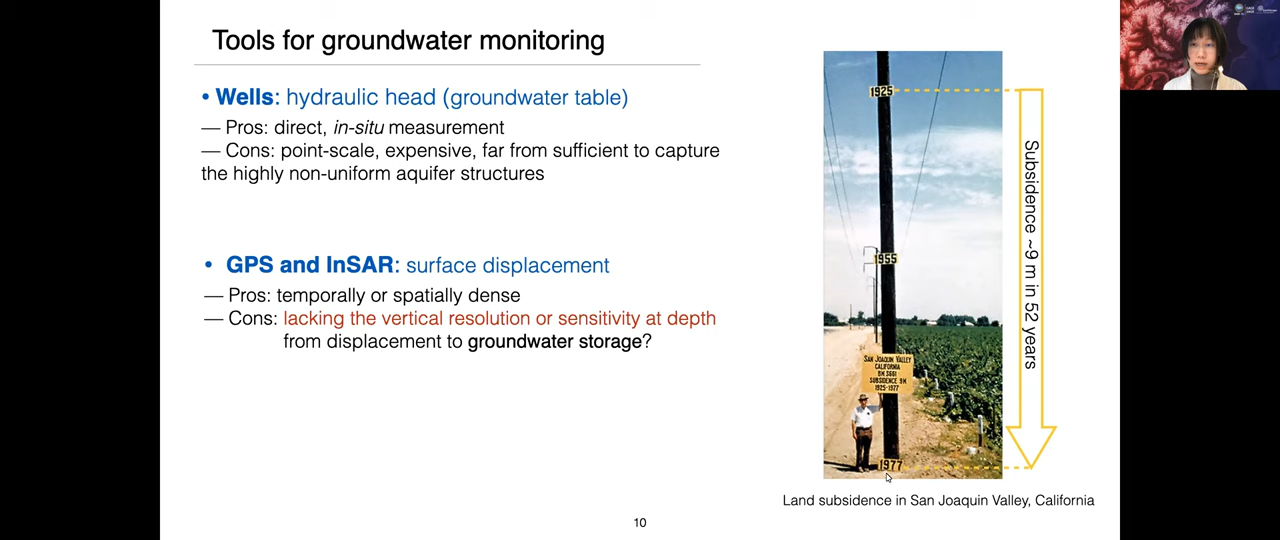 Tools for groundwater monitoring
• Wells: hydraulic head (groundwater table)
— Pros: direct, in-situ measurement
— Cons: point-scale, expensive, far from sufficient to capture
the highly non-uniform aquifer structures
• GPS and InSAR: surface displacement
— Pros: temporally or spatially dense
— Cons: lacking the vertical resolution or sensitivity at depth
from displacement to groundwater storage?
1925
1955
SAN JOAQUIN VALLEY
CALIFORNIA
BM S661
SUBSIDENCE 9M
1925-1977
1977
Subsidence ~9 m in 52 years
Land subsidence in San Joaquin Valley, California
10